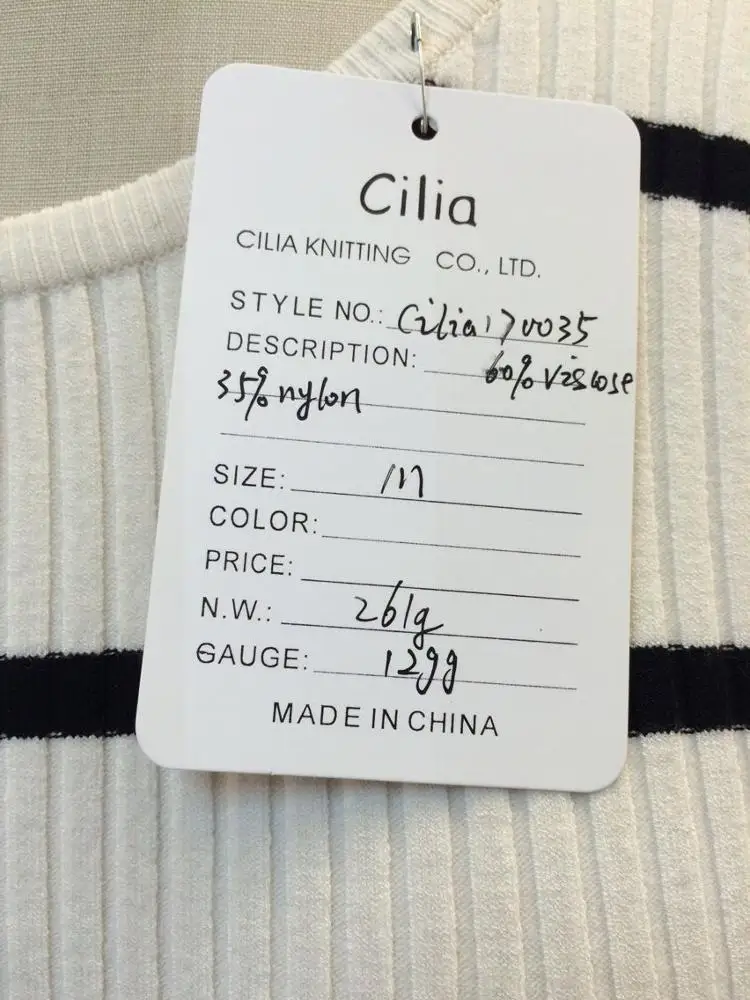 Cilia
CILIA KNITTING CO., LTD.
STYLE NO.: Cilia170035
DESCRIPTION: 60% viscose
35% nylon
SIZE: M
COLOR:
PRICE:
N.W.: 261g
GAUGE: 12gg
MADE IN CHINA